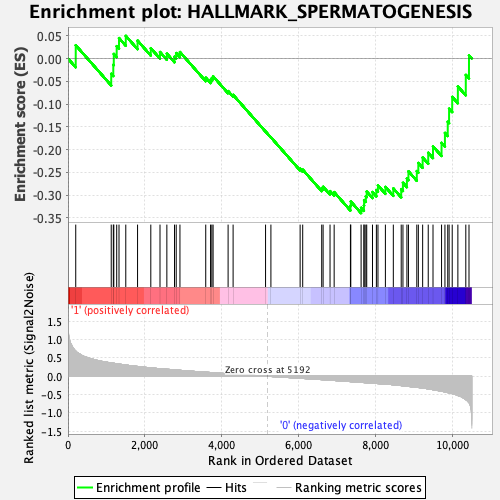 Enrichment plot: HALLMARK_SPERMATOGENESIS
Enrichment score (ES)
0.05
0.00
-0.05
-0.10
-0.15
-0.20
-0.25
-0.30
-0.35
'1' (positively correlated)
Ranked list metric (Signal2Noise)
1.5
1.0
0.5
0.0
-0.5
-1.0
-1.5
Zero cross at 5192
'0' (negatively correlated)
0
2,000
4,000
6,000
8,000
10,000
Rank in Ordered Dataset
Enrichment profile
Hits
Ranking metric scores